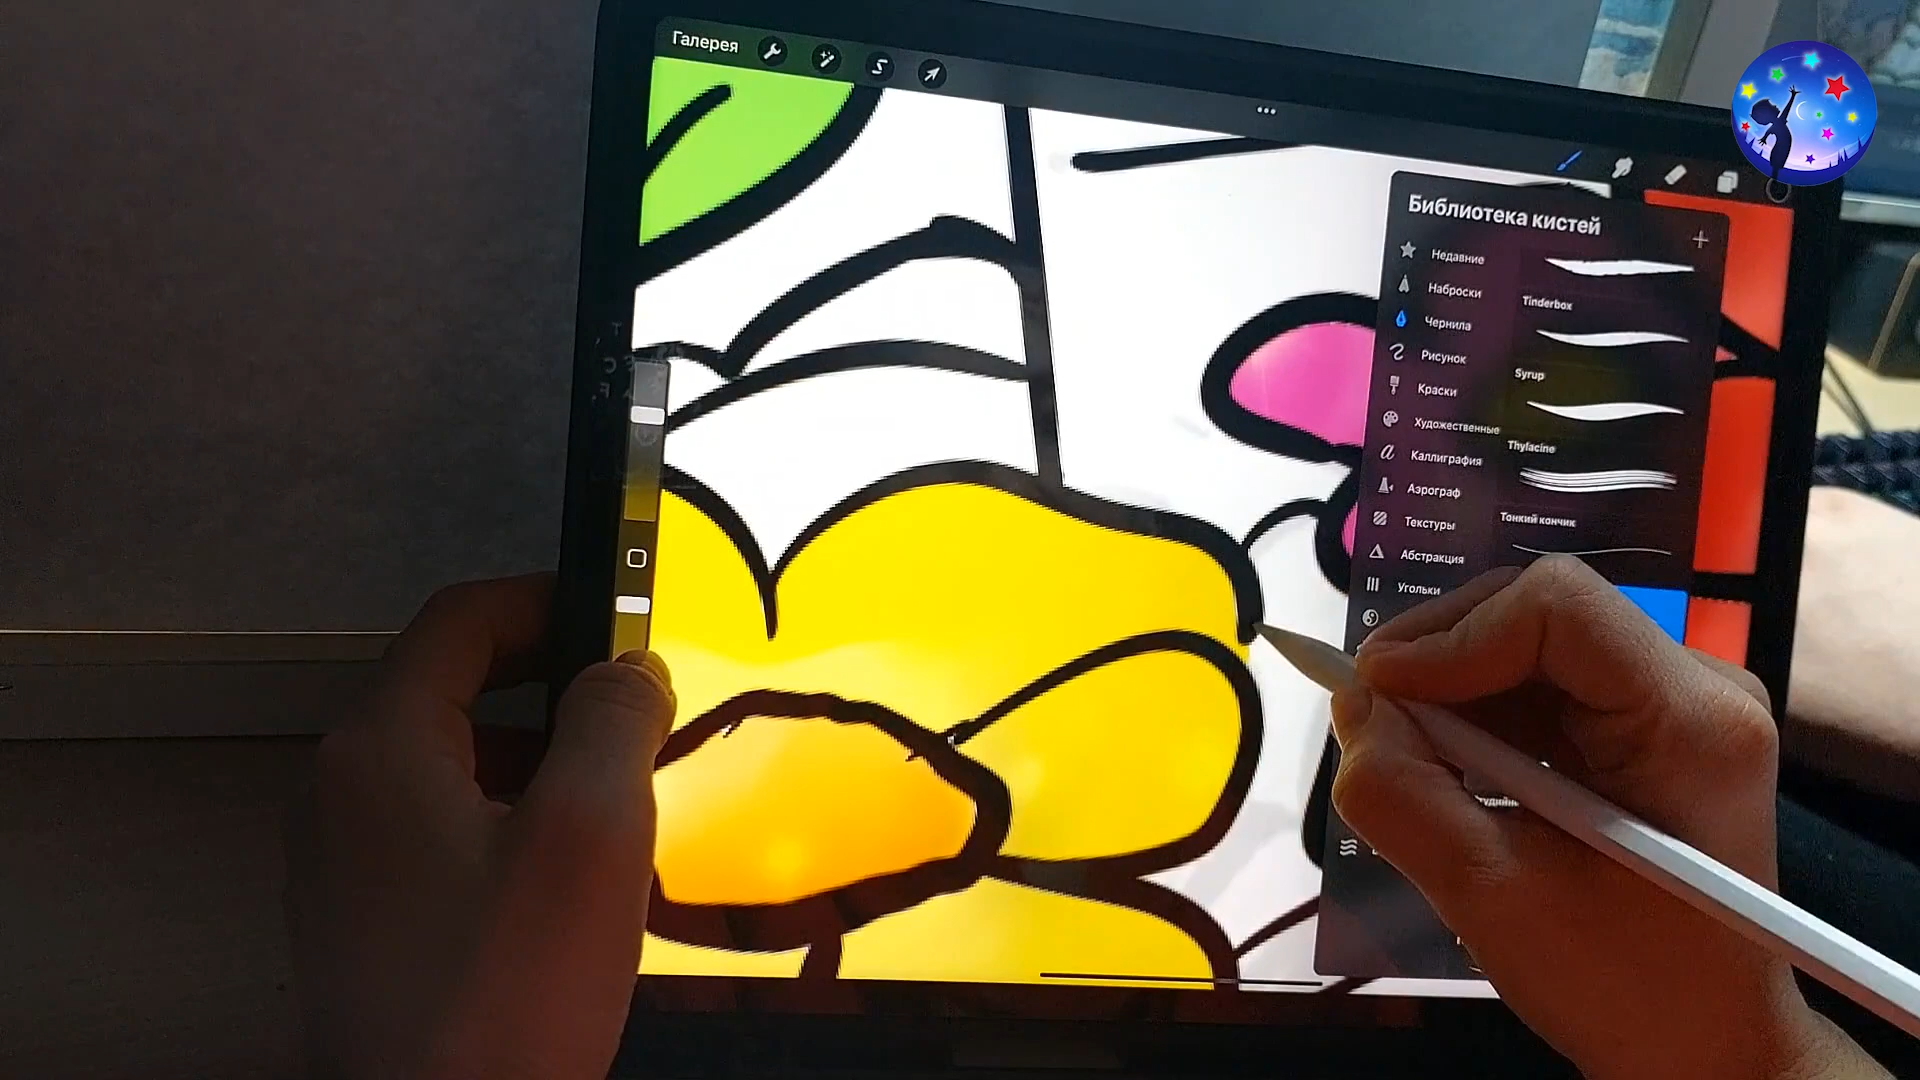 Галерея
Библиотека кистей
Недавние
Наброски
Чернила
Рисунок
Краски
Художественные
Каллиграфия
Аэрограф
Текстуры
Абстракция
Угольки
Tinderbox
Syrup
Thylacine
Тонкий кончик